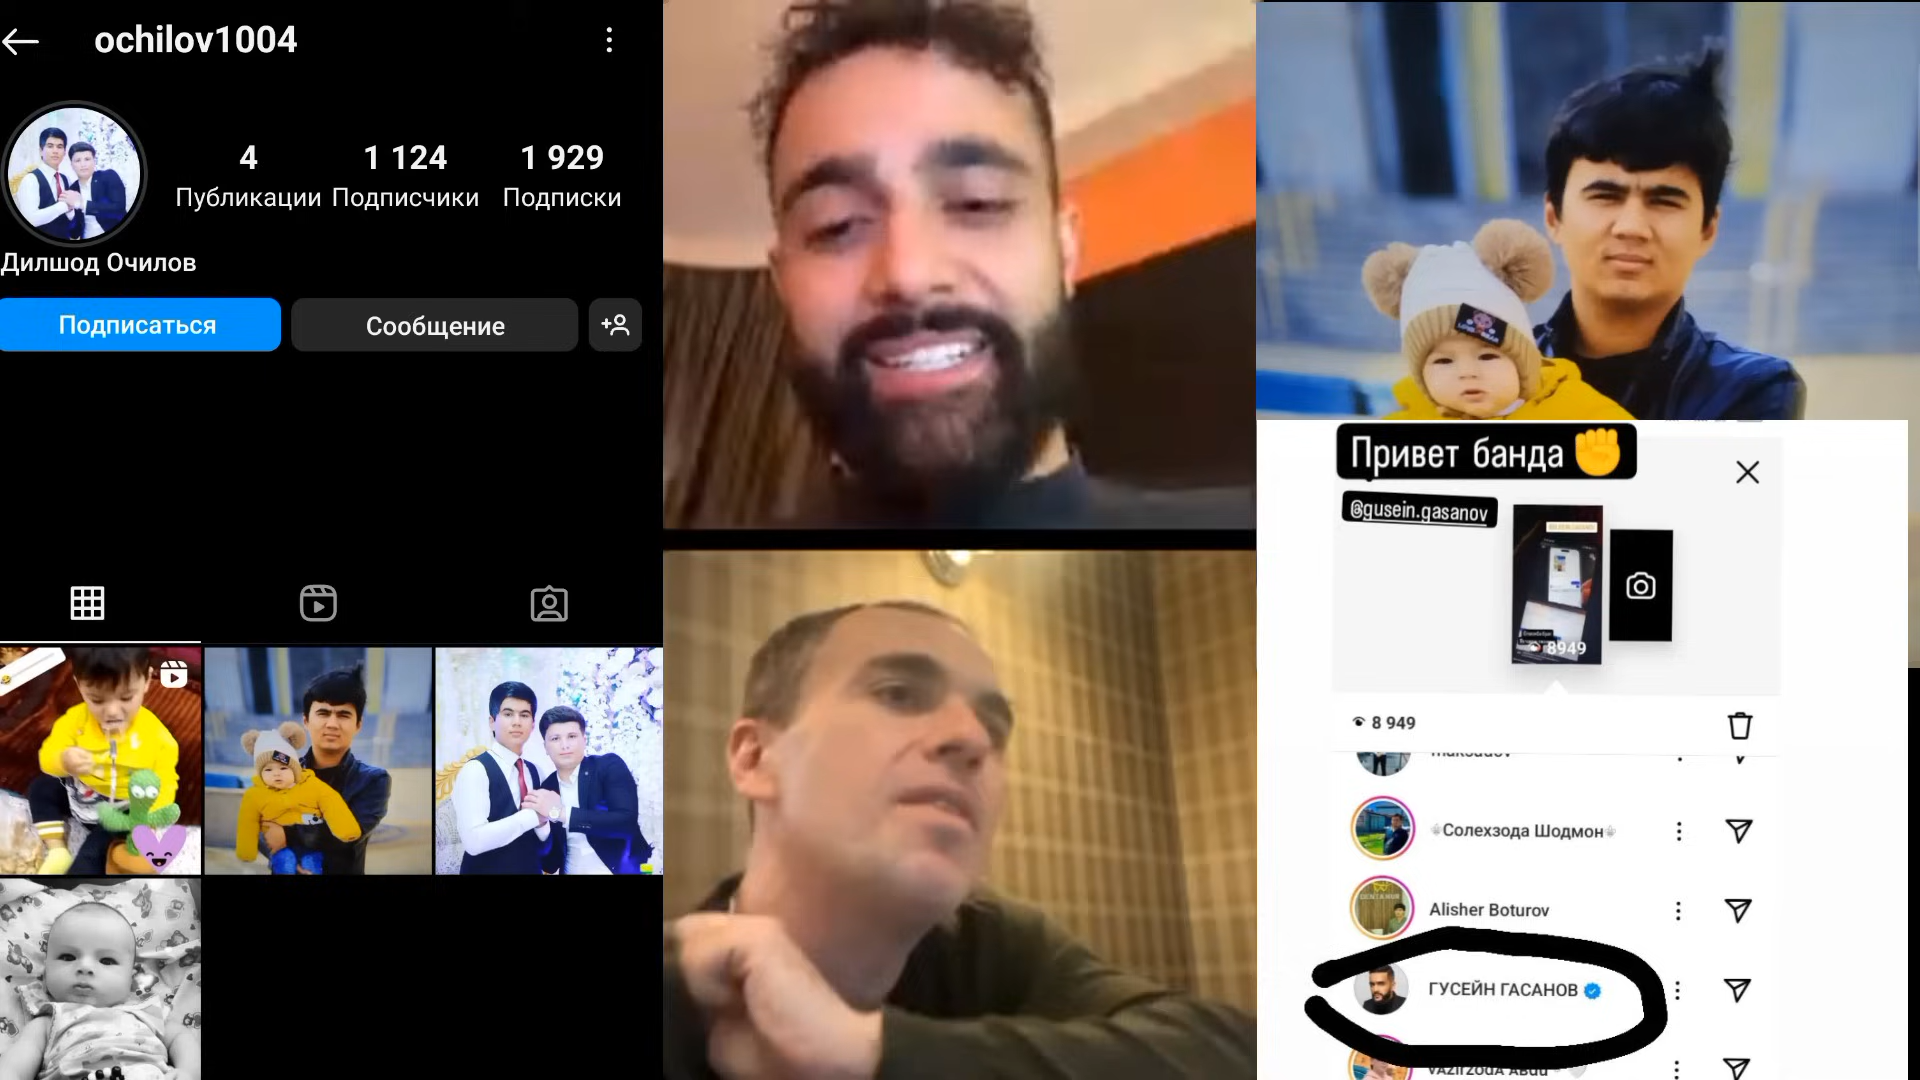 ochilov1004
4
1 124
1 929
Публикации
Подписчики
Подписки
Дилшод Очилов
Подписаться
Сообщение
Привет банда
@gusein.gasanov
8949
8 949
Солехзода Шодмон
Alisher Boturov
ГУСЕЙН ГАСАНОВ